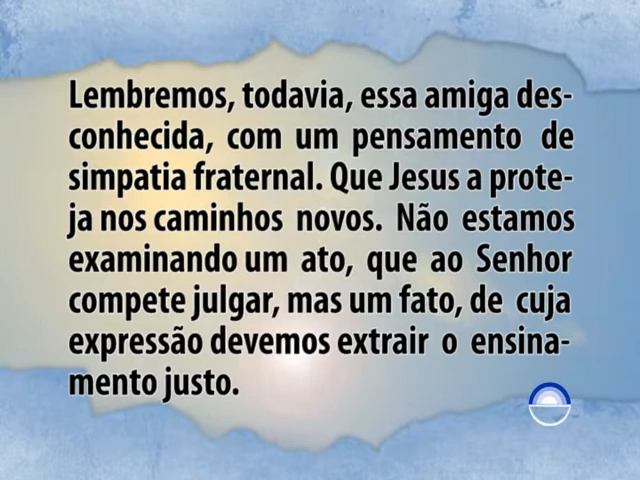 Lembremos, todavia, essa amiga des-
conhecida, com um pensamento de
simpatia fraternal. Que Jesus a prote-
ja nos caminhos novos. Não estamos
examinando um ato, que ao Senhor
compete julgar, mas um fato, de cuja
expressão devemos extrair o ensina-
mento justo.